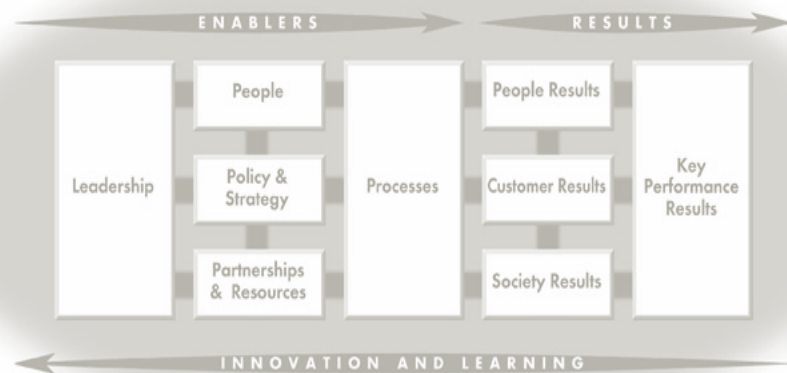 ENABLERS
RESULTS
Leadership
People
Policy &
Strategy
Partnerships
& Resources
Processes
People Results
Customer Results
Society Results
Key
Performance
Results
INNOVATION AND LEARNING